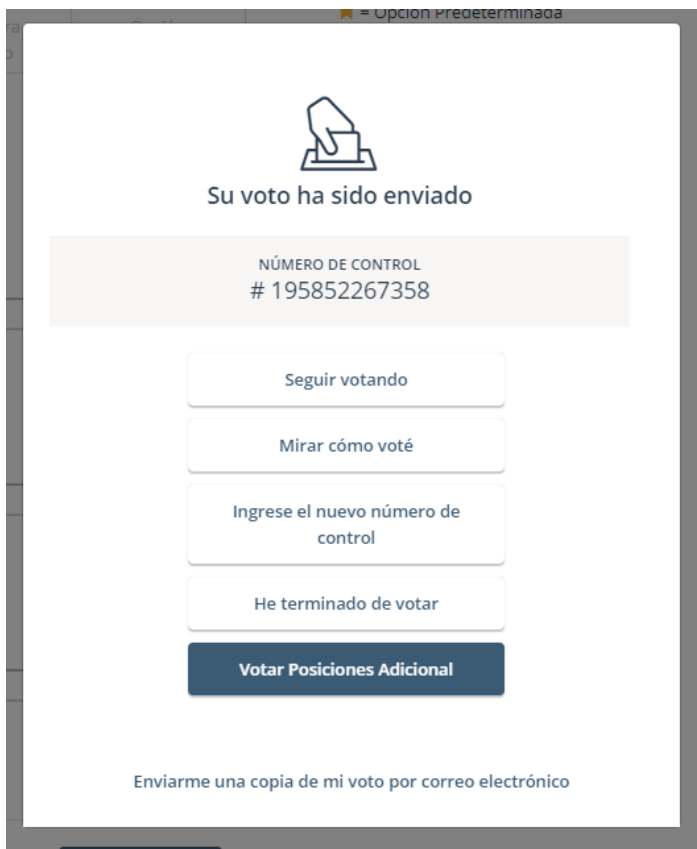 = Opción Predeterminada
Su voto ha sido enviado
NÚMERO DE CONTROL
# 195852267358
Seguir votando
Mirar cómo voté
Ingrese el nuevo número de
control
He terminado de votar
Votar Posiciones Adicional
Enviarme una copia de mi voto por correo electrónico